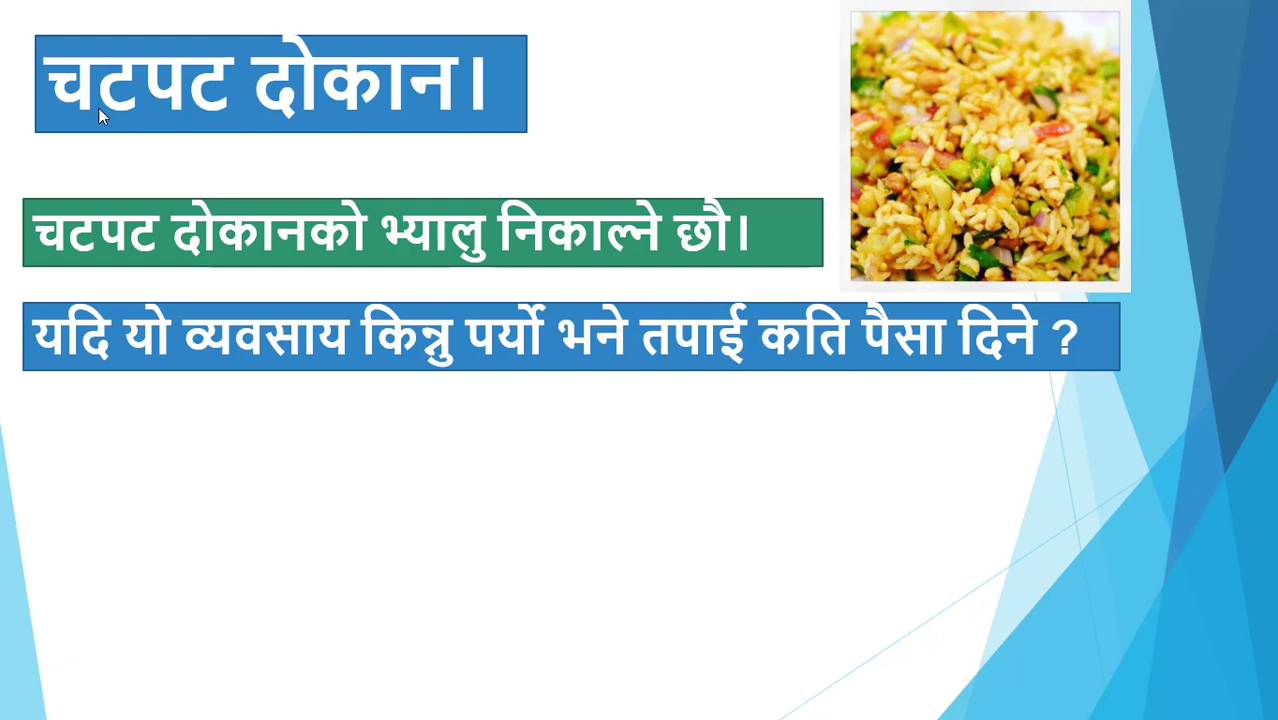 चटपट दोकान।
चटपट दोकानको भ्यालु निकाल्ने छौ।
यदि यो व्यवसाय किन्नु पर्यो भने तपाई कति पैसा दिने ?